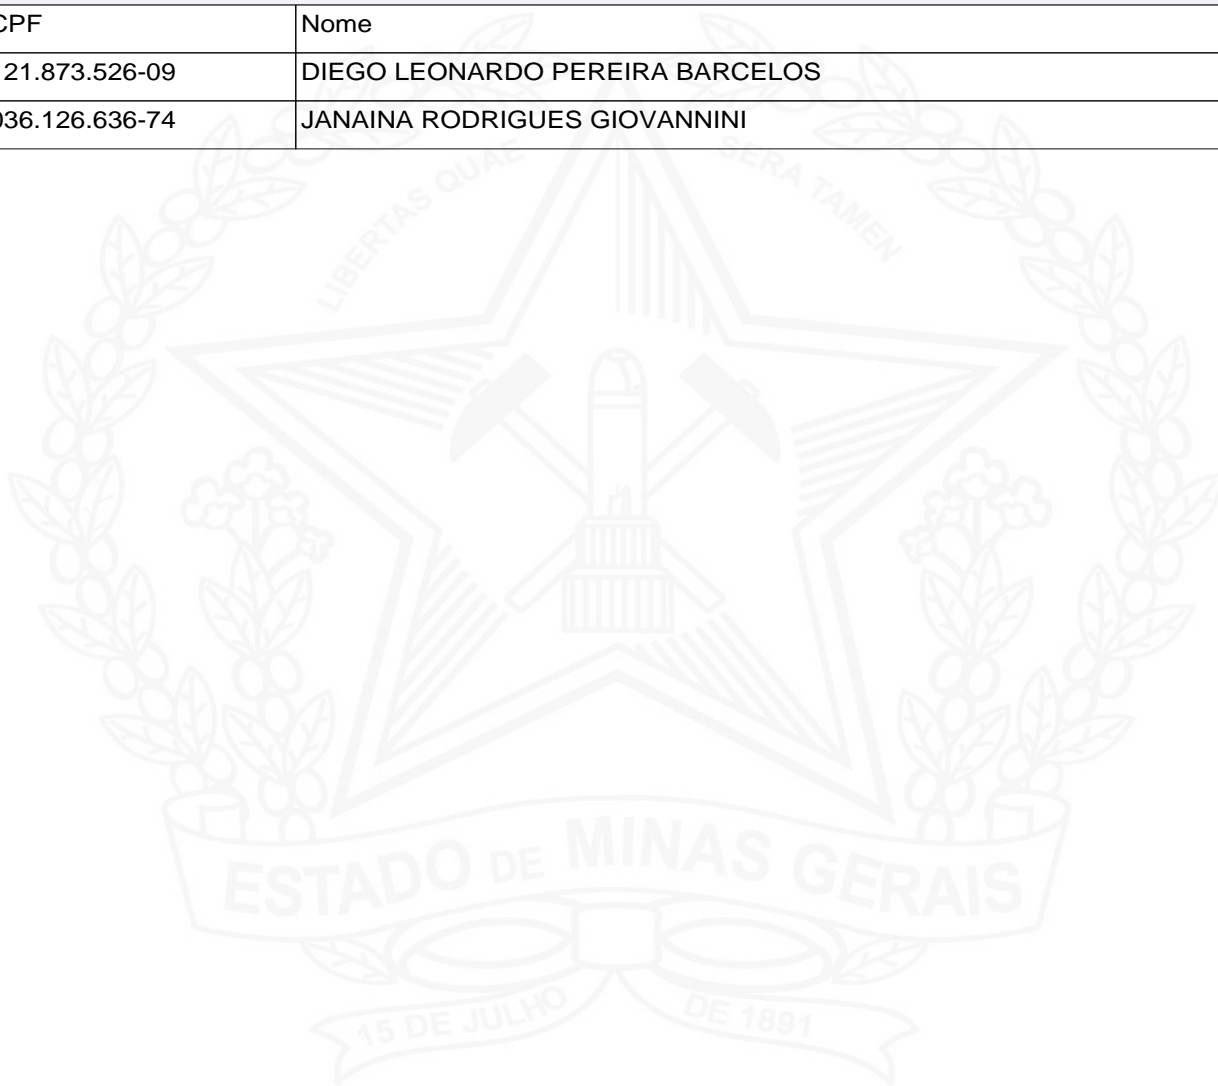 CPF Nome
21.873.526-09 DIEGO LEONARDO PEREIRA BARCELOS
036.126.636-74 JANAINA RODRIGUES GIOVANNINI
LIBERTAS QUAE SERA TAMEN
ESTADO DE MINAS GERAIS
15 DE JULHO DE 1891